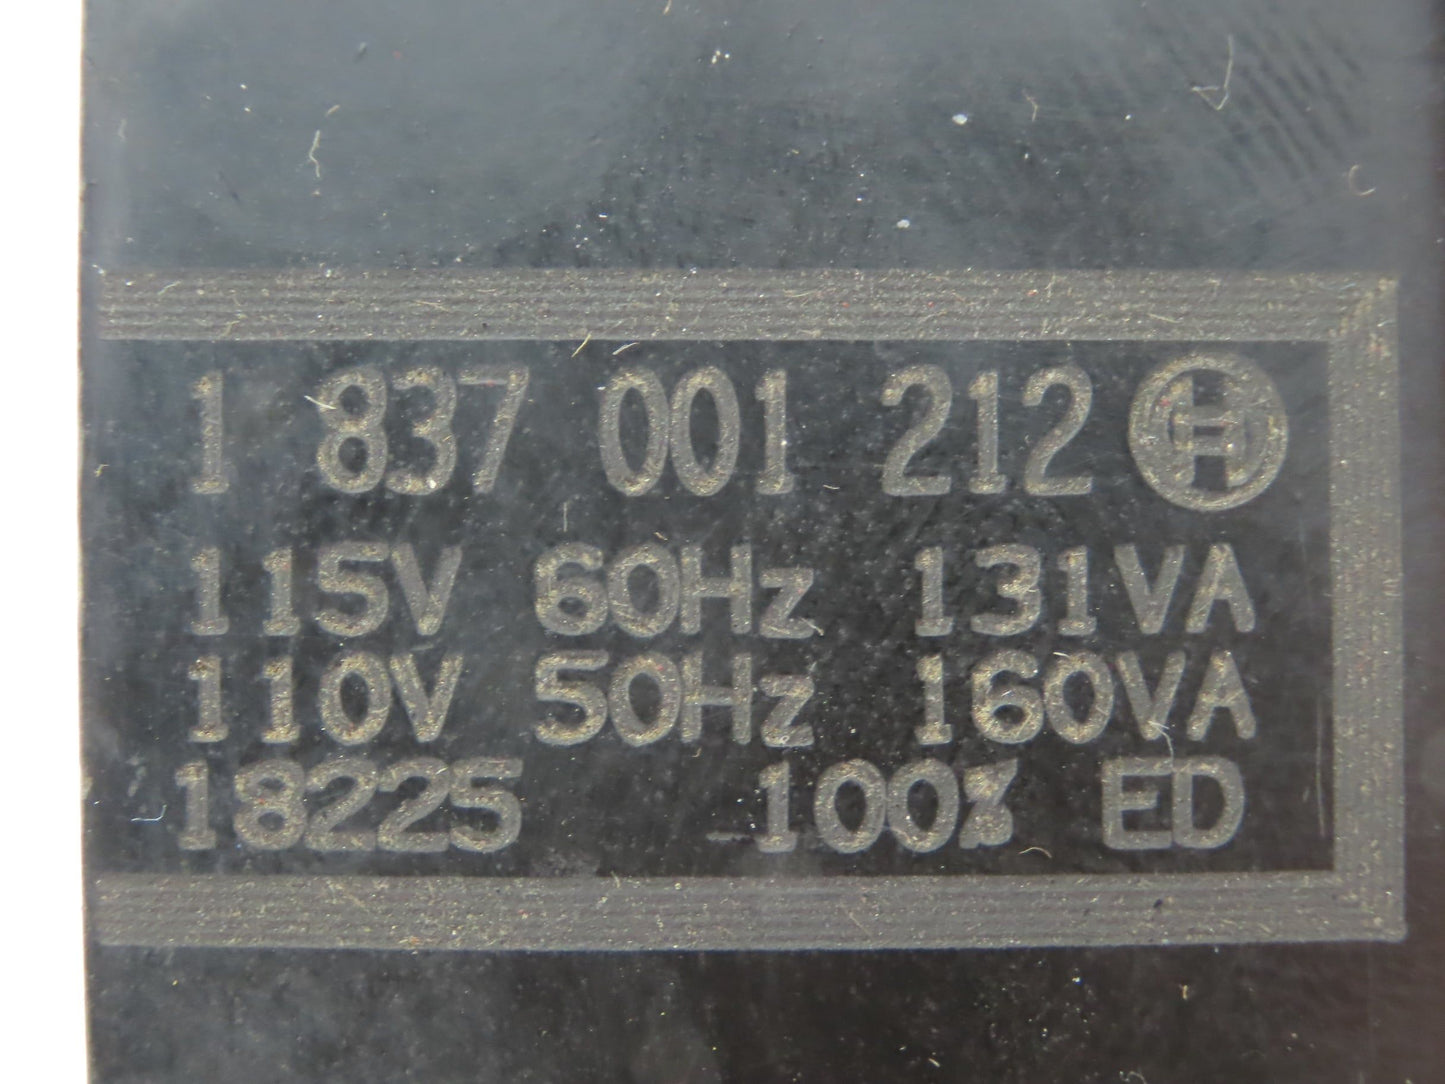 1 837 001 212
115V 60Hz 131VA
110V 50Hz 160VA
18225 100% ED